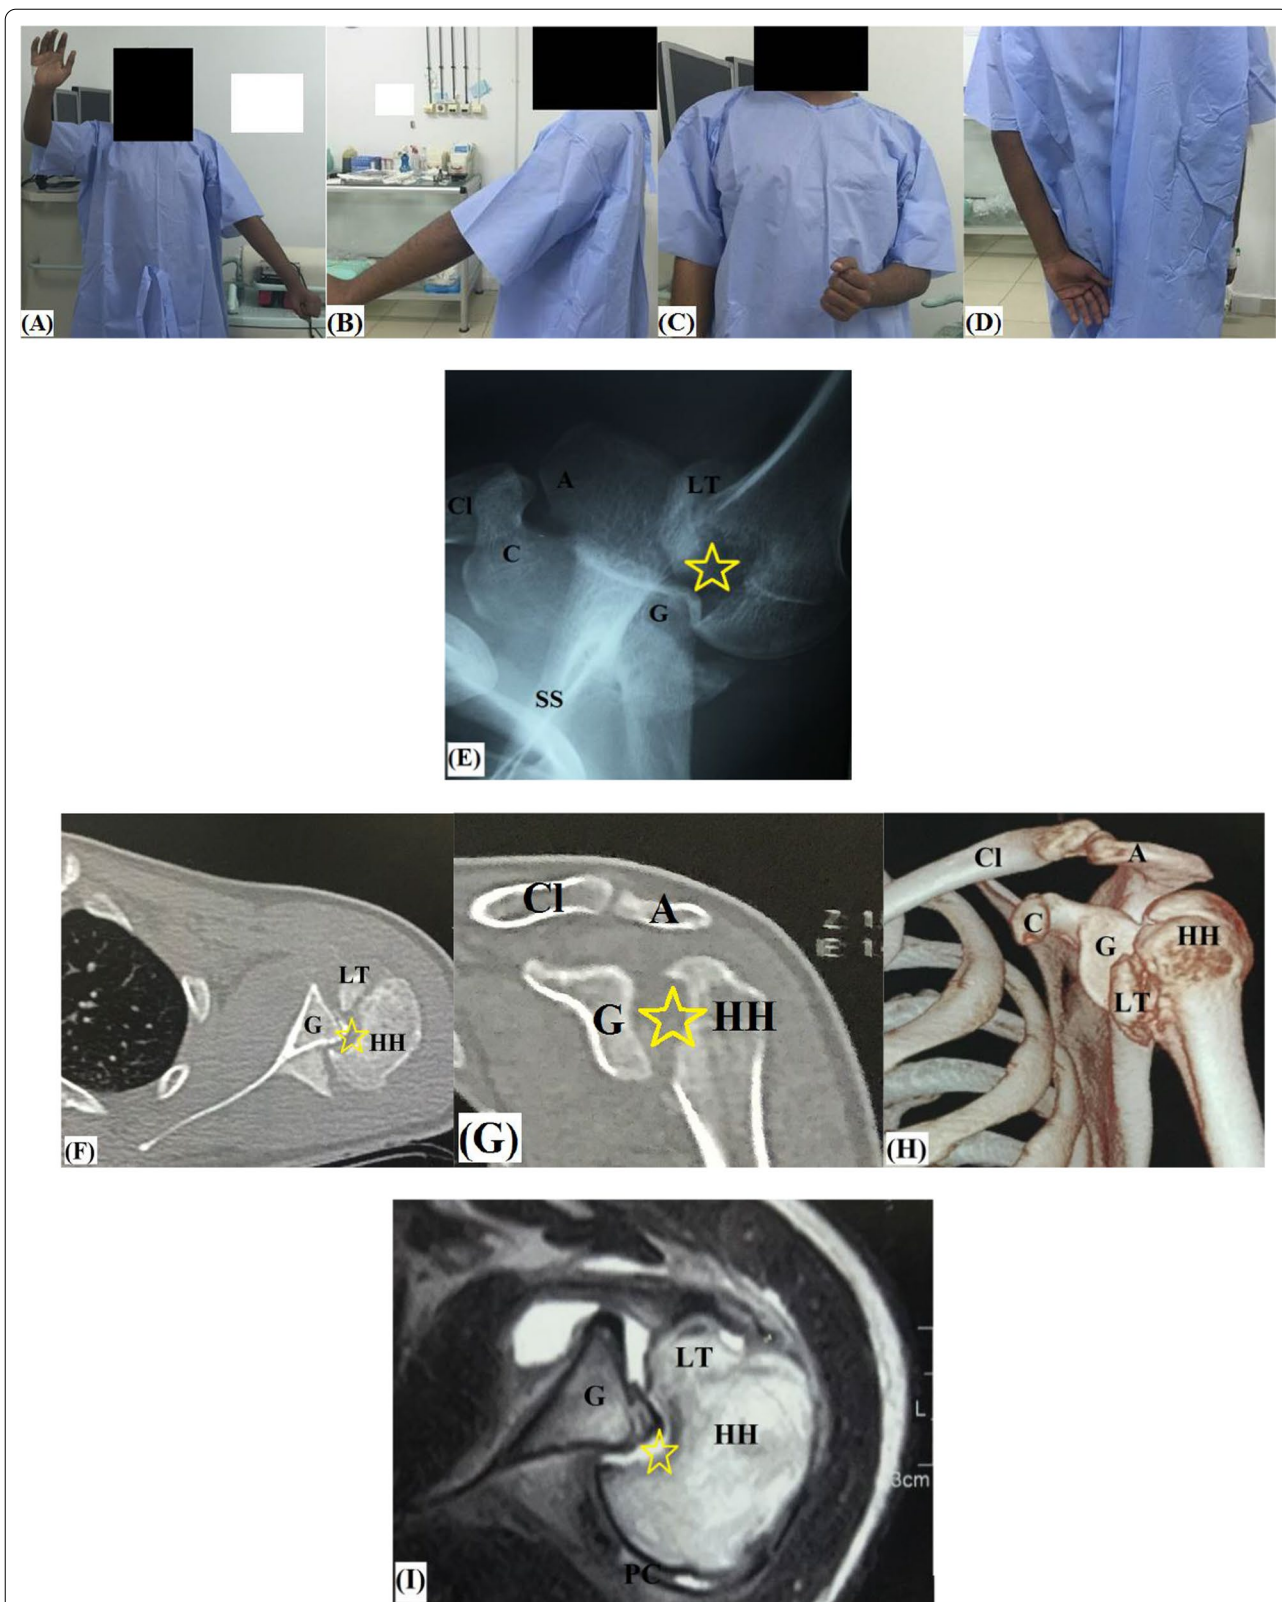 (A)
(B)
(C)
(D)
Cl
A
LT
C
G
SS
(E)
LT
G
HH
(F)
Cl
A
G
HH
(G)
Cl
A
C
G
HH
LT
(H)
LT
G
HH
L
3cm
PC
(I)